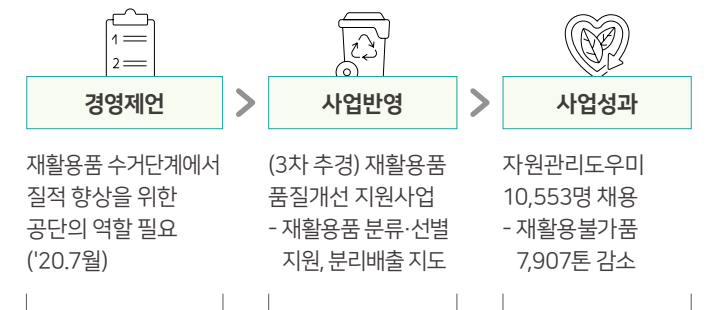 1
2
경영제언
재활용품 수거단계에서
질적 향상을 위한
공단의 역할 필요
('20.7월)
사업반영
(3차 추경) 재활용품
품질개선 지원사업
- 재활용품 분류·선별
지원, 분리배출 지도
사업성과
자원관리도우미
10,553명 채용
- 재활용불가품
7,907톤 감소